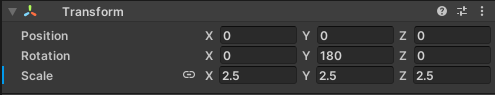 Transform
Position X 0 Y 0 Z 0
Rotation X 0 Y 180 Z 0
Scale X 2.5 Y 2.5 Z 2.5